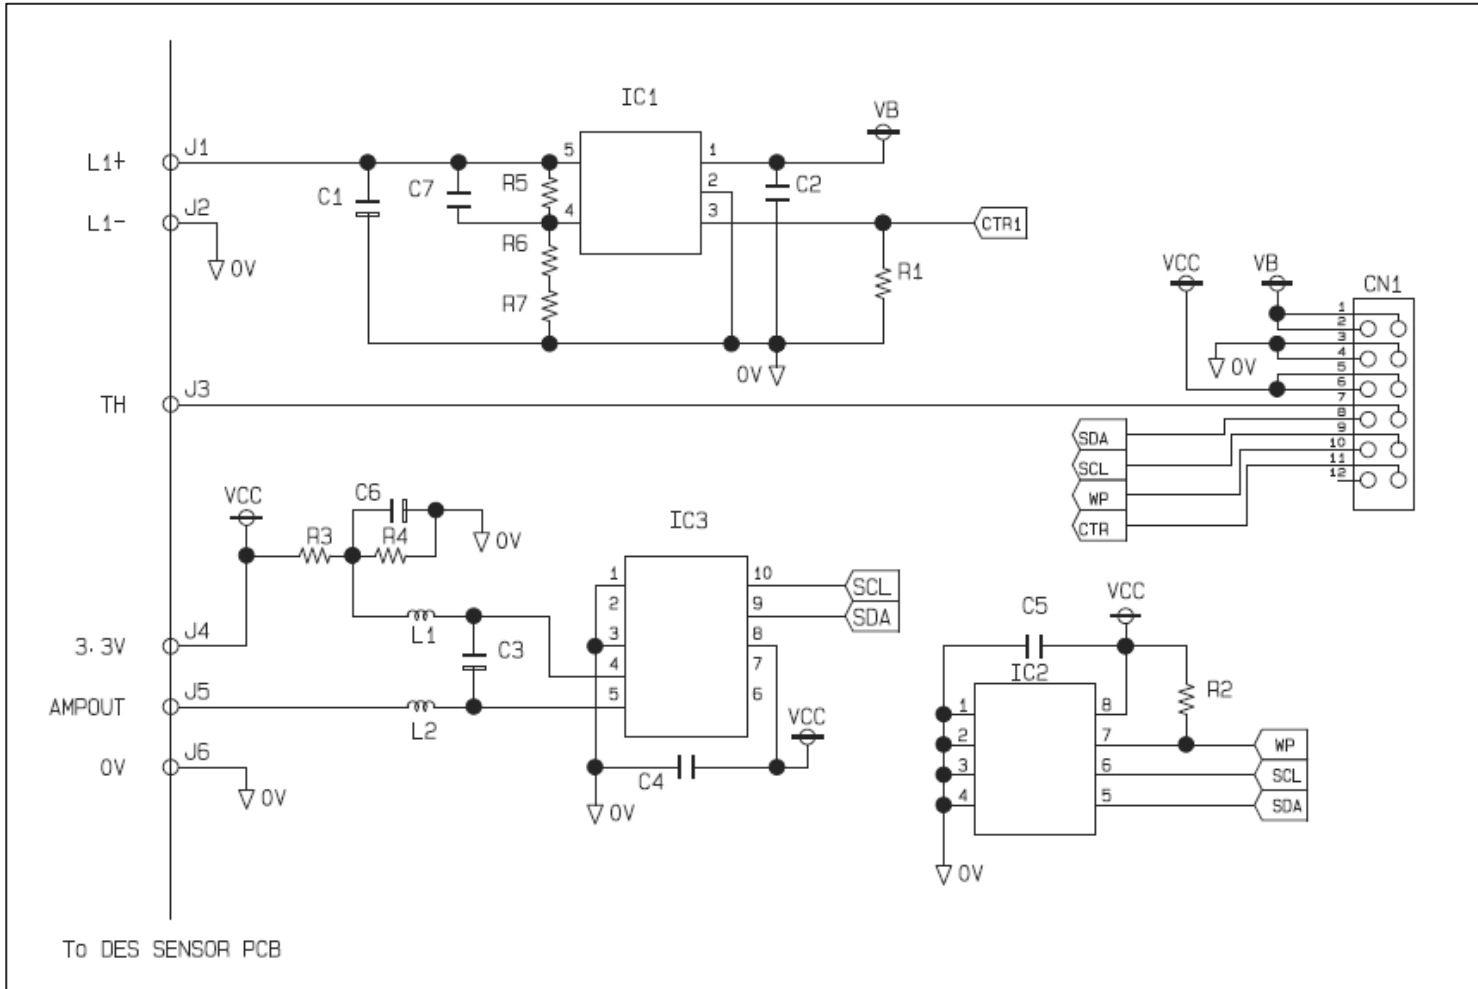 IC1
VB
L1+ J1
5 1
C1 C7 R5 2 C2
L1- J2
4 3 CTR1
0V
R6
R7
R1
VCC VB CN1
1
2
3
4
5
6
7
8
9
10
11
12
0V
0V
TH J3
SDA
SCL
WP
CTR
VCC C6
R3 R4 0V
IC3
1 10 SCL
2 9 SDA
3 8
4 7
5 6
L1 C3
3.3V J4
AMPOUT J5
L2
VCC
0V J6
C4
0V
0V
C5 VCC
IC2
R2
1 8
2 7 WP
3 6 SCL
4 5 SDA
0V
To DES SENSOR PCB